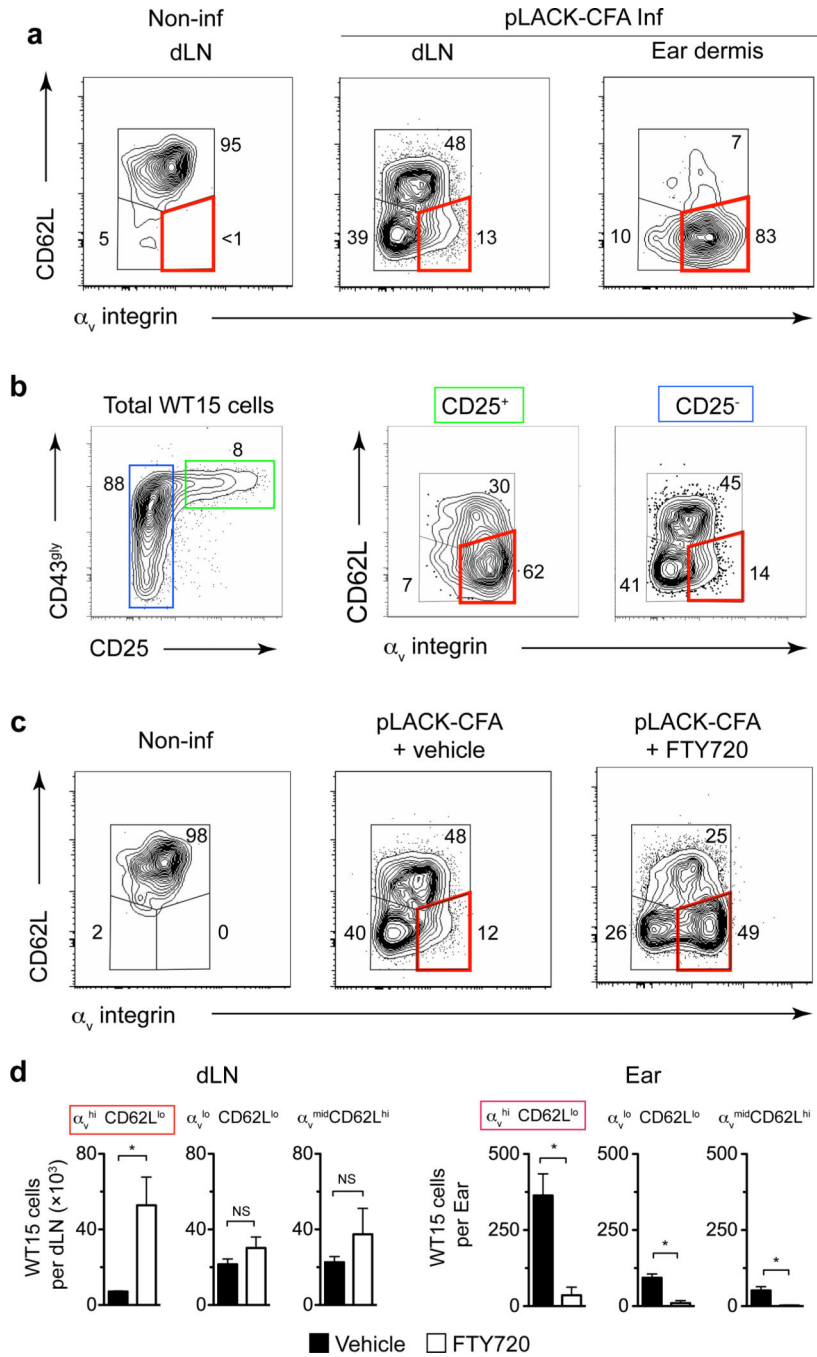 a
Non-inf
pLACK-CFA Inf
dLN
dLN
Ear dermis
CD62L
95
5
<1
48
39
13
7
10
83
αv integrin
b
Total WT15 cells
CD25⁺
CD25⁻
CD43gly
88
8
CD25
CD62L
30
7
62
45
41
14
αv integrin
c
Non-inf
pLACK-CFA
+ vehicle
pLACK-CFA
+ FTY720
CD62L
98
2
0
48
40
12
25
26
49
αv integrin
d
dLN
Ear
αvhi CD62Llo
αvlo CD62Llo
αvmidCD62Lhi
αvhi CD62Llo
αvlo CD62Llo
αvmidCD62Lhi
WT15 cells
per dLN (×10³)
80
40
0
*
80
40
0
NS
80
40
0
NS
WT15 cells
per Ear
500
250
0
*
500
250
0
*
500
250
0
*
Vehicle
FTY720